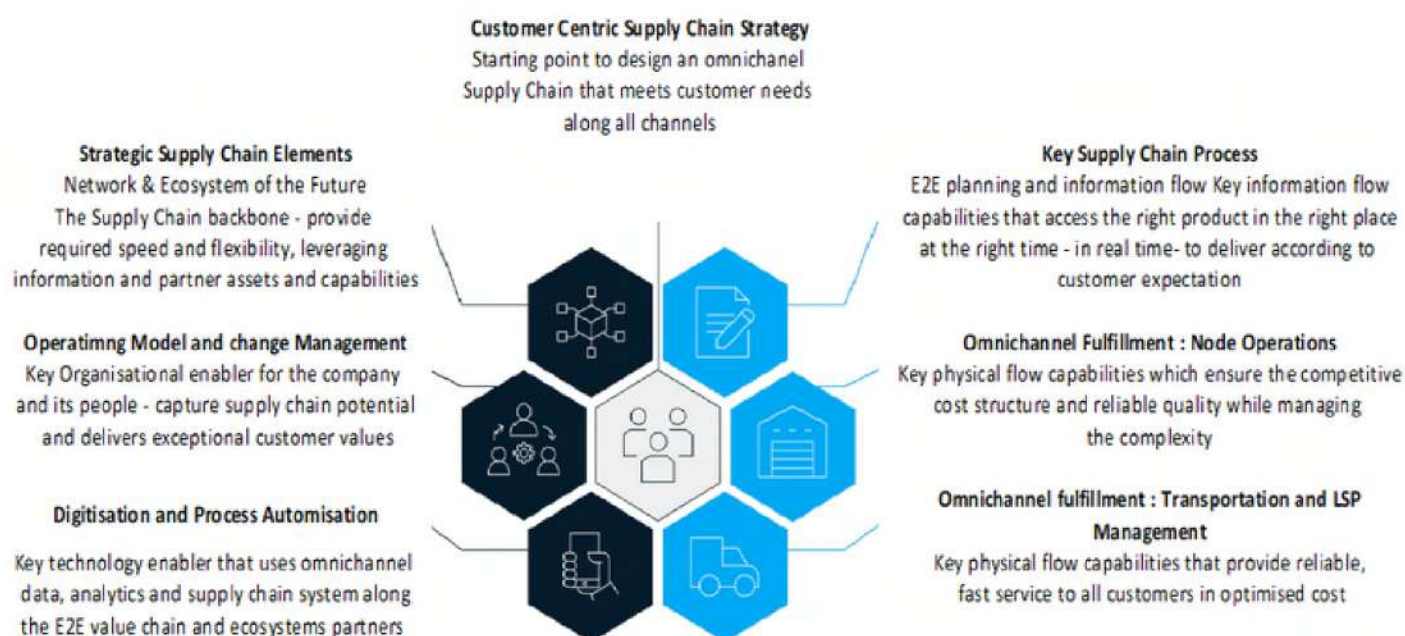 Customer Centric Supply Chain Strategy
Starting point to design an omnichanel
Supply Chain that meets customer needs
along all channels
Strategic Supply Chain Elements
Network & Ecosystem of the Future
The Supply Chain backbone - provide
required speed and flexibility, leveraging
information and partner assets and capabilities
Operatimng Model and change Management
Key Organisational enabler for the company
and its people - capture supply chain potential
and delivers exceptional customer values
Digitisation and Process Automisation
Key technology enabler that uses omnichannel
data, analytics and supply chain system along
the E2E value chain and ecosystems partners
Key Supply Chain Process
E2E planning and information flow Key information flow
capabilities that access the right product in the right place
at the right time - in real time- to deliver according to
customer expectation
Omnichannel Fulfillment : Node Operations
Key physical flow capabilities which ensure the competitive
cost structure and reliable quality while managing
the complexity
Omnichannel fulfillment : Transportation and LSP
Management
Key physical flow capabilities that provide reliable,
fast service to all customers in optimised cost